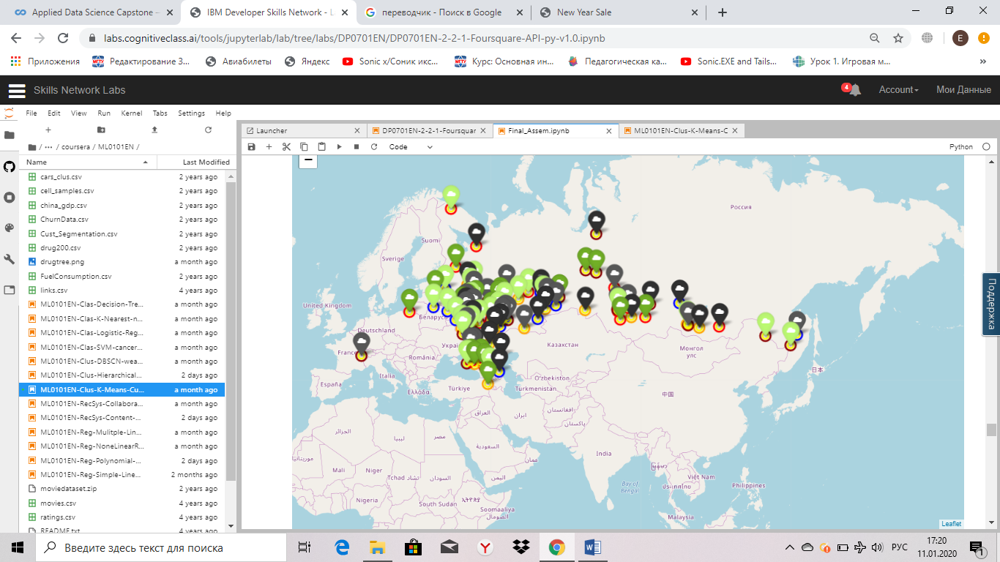 Applied Data Science Capstone –
IBM Developer Skills Network - L
переводчик - Поиск в Google
New Year Sale
labs.cognitiveclass.ai/tools/jupyterlab/lab/tree/labs/DP0701EN/DP0701EN-2-2-1-Foursquare-API-py-v1.0.ipynb
E
Приложения
Редактирование З...
Авиабилеты
Яндекс
Sonic x/Соник икс...
Курс: Основная ин...
Педагогическая ка...
Sonic.EXE and Tails...
Урок 1. Игровая м...
»
Skills Network Labs
4
Account
Мои Данные
File Edit View Run Kernel Tabs Settings Help
/ ··· / coursera / ML0101EN /
Name
Last Modified
cars_clus.csv 2 years ago
cell_samples.csv 2 years ago
china_gdp.csv 2 years ago
ChurnData.csv 2 years ago
Cust_Segmentation.csv 2 years ago
drug200.csv 2 years ago
drugtree.png a month ago
FuelConsumption.csv 2 years ago
links.csv 4 years ago
ML0101EN-Clas-Decision-Tre... a month ago
ML0101EN-Clas-K-Nearest-n... a month ago
ML0101EN-Clas-Logistic-Reg... a month ago
ML0101EN-Clas-SVM-cancer... a month ago
ML0101EN-Clus-DBSCN-wea... a month ago
ML0101EN-Clus-Hierarchical... 2 days ago
ML0101EN-Clus-K-Means-Cu... a month ago
ML0101EN-RecSys-Collabora... a month ago
ML0101EN-RecSys-Content-... 2 days ago
ML0101EN-Reg-Mulitple-Lin... a month ago
ML0101EN-Reg-NoneLinearR... a month ago
ML0101EN-Reg-Polynomial-... 2 days ago
ML0101EN-Reg-Simple-Line... 2 months ago
moviedataset.zip 2 years ago
movies.csv 4 years ago
ratings.csv 4 years ago
README.txt 4 years ago
Launcher
DP0701EN-2-2-1-Foursquar
Final_Assem.ipynb
ML0101EN-Clus-K-Means-C
Code
Python
−
Россия
Suomi
Sverige
United Kingdom
Беларусь
Deutschland
Украї
France
România
Казахстан
Монгол
улс
Italia
España
Ελλάς
Türkiye
Oʻzbekiston
Türkmenistan
日本
中国
العراق
ایران
افغانستان
پاکستان
الجزائر
ليبيا
مصر
السعودية
عمان
India
موريتانيا
Mali
Niger
Tchad تشاد
السودان
اليمن
Bay of
Bengal
ประเทศไทย
Việt Nam
Philippines
Nigeria
South Sudan
ኢትዮጵያ
Soomaaliya
الصومال
Malaysia
Leaflet
Поддержка
Введите здесь текст для поиска
РУС
17:20
11.01.2020
1